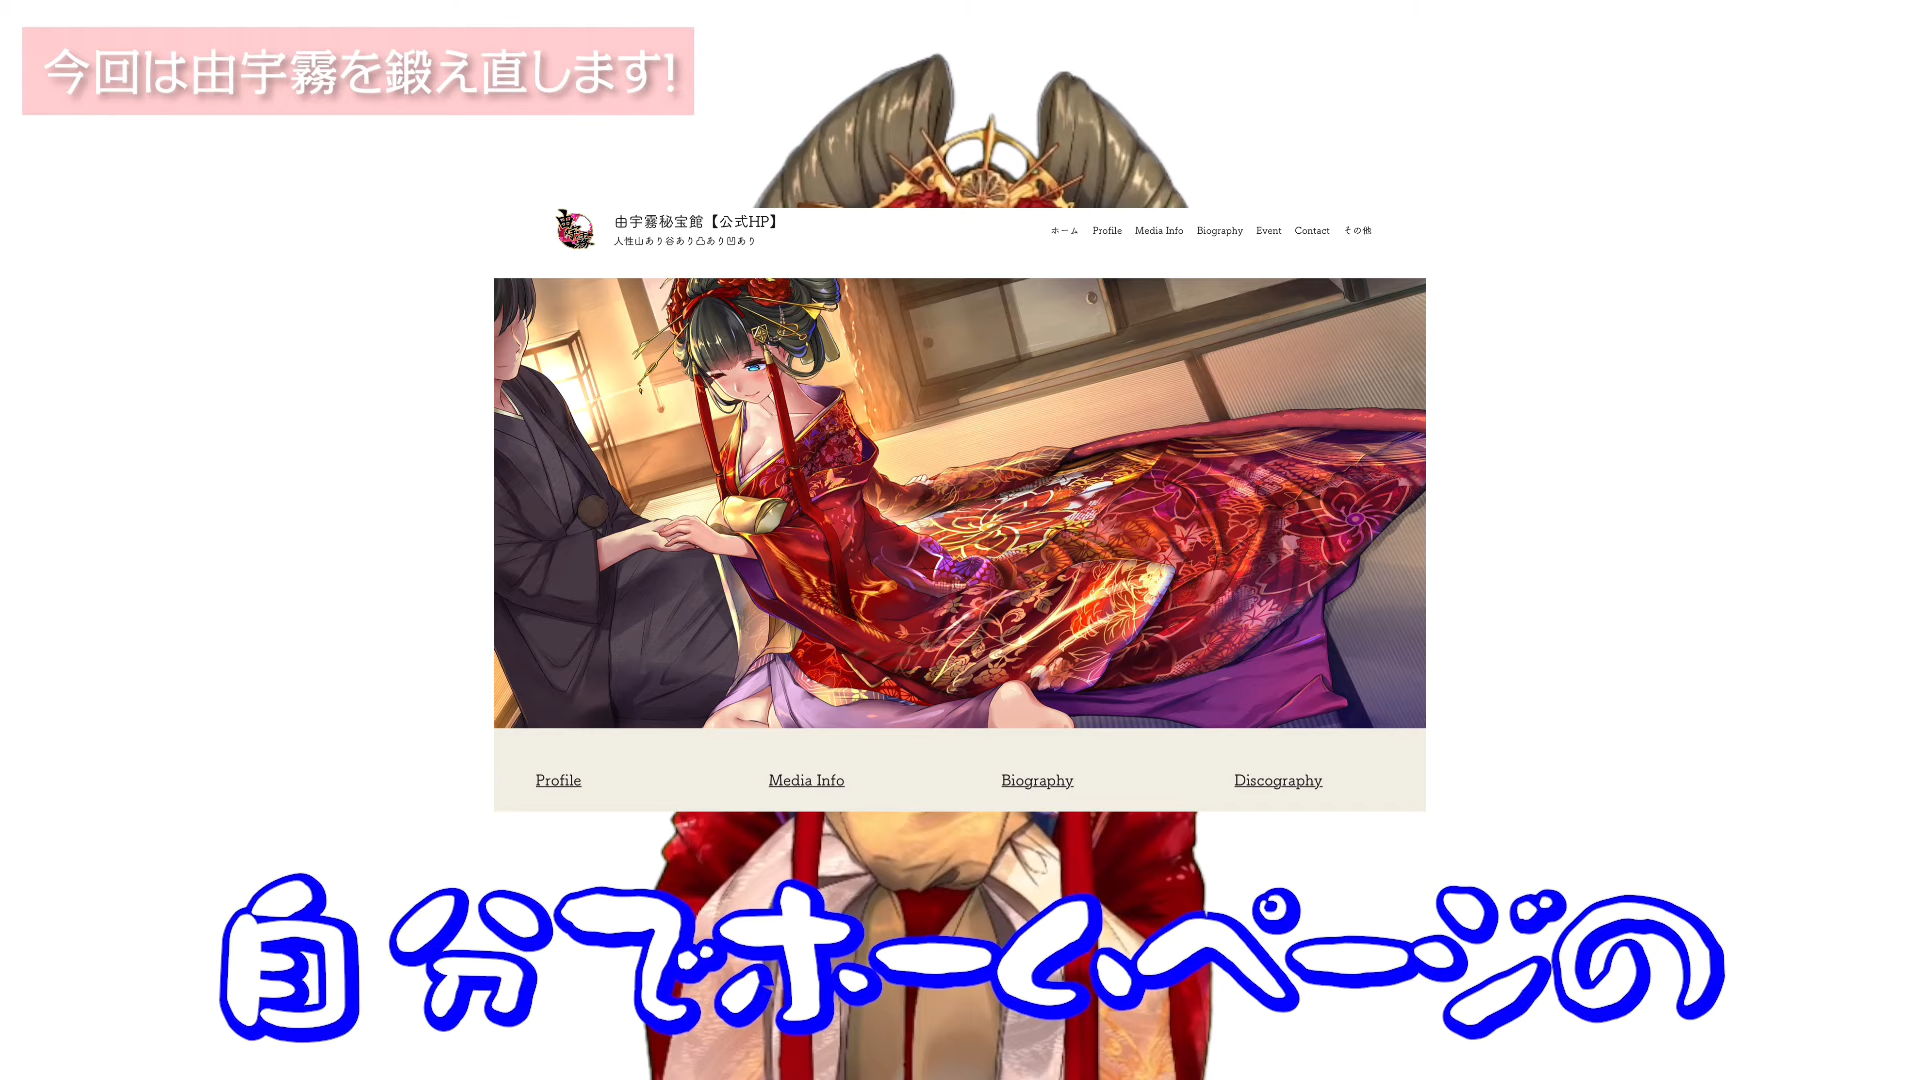 今回は由宇霧を鍛え直します!
由宇霧
由宇霧秘宝館【公式HP】
人性山あり谷あり凸あり凹あり
ホーム Profile Media Info Biography Event Contact その他
Profile Media Info Biography Discography
自分でホームページの